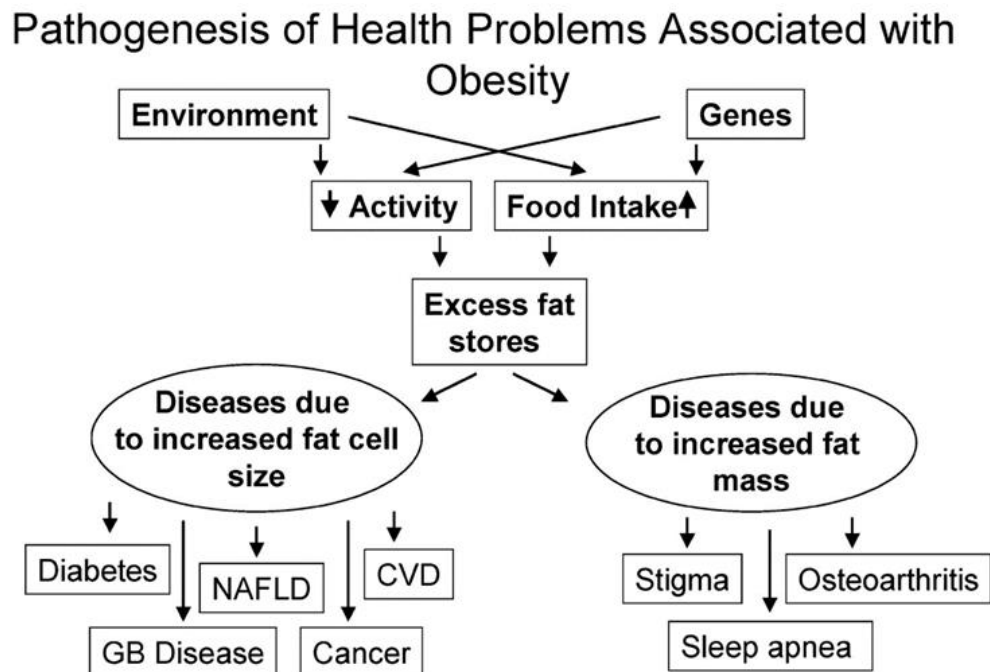 Pathogenesis of Health Problems Associated with
Obesity
Environment
Genes
Activity
Food Intake
Excess fat
stores
Diseases due
to increased fat cell
size
Diseases due
to increased fat
mass
Diabetes
NAFLD
CVD
GB Disease
Cancer
Stigma
Osteoarthritis
Sleep apnea